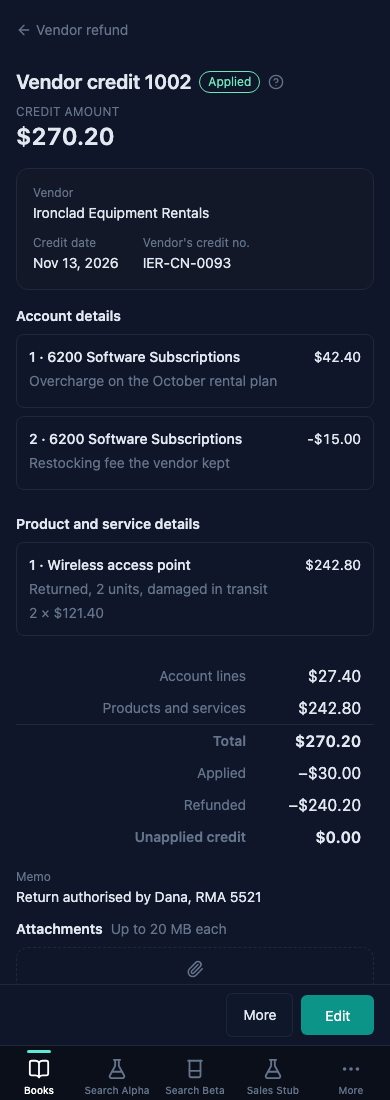 Vendor refund
Vendor credit 1002 Applied
CREDIT AMOUNT
$270.20
Vendor
Ironclad Equipment Rentals
Credit date Vendor's credit no.
Nov 13, 2026 IER-CN-0093
Account details
1 · 6200 Software Subscriptions $42.40
Overcharge on the October rental plan
2 · 6200 Software Subscriptions -$15.00
Restocking fee the vendor kept
Product and service details
1 · Wireless access point $242.80
Returned, 2 units, damaged in transit
2 × $121.40
Account lines $27.40
Products and services $242.80
Total $270.20
Applied –$30.00
Refunded –$240.20
Unapplied credit $0.00
Memo
Return authorised by Dana, RMA 5521
Attachments Up to 20 MB each
More Edit
Books Search Alpha Search Beta Sales Stub More